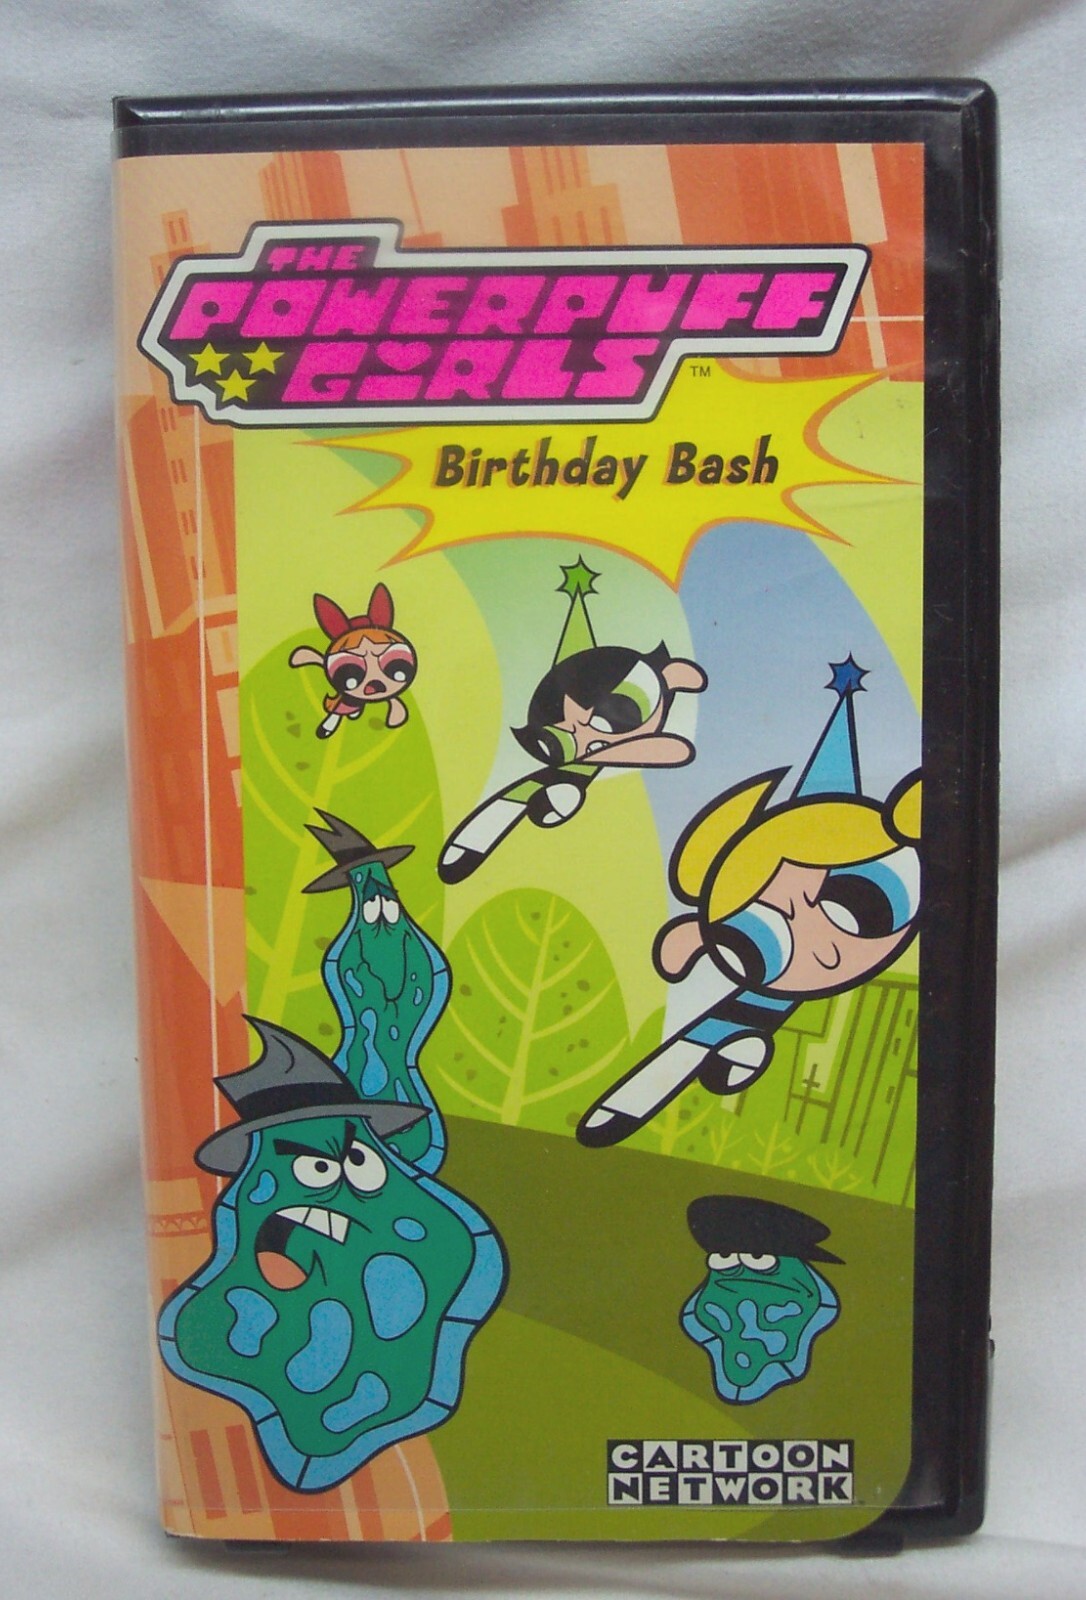 THE
POWERPUFF
GIRLS
TM
Birthday Bash
CARTOON
NETWORK